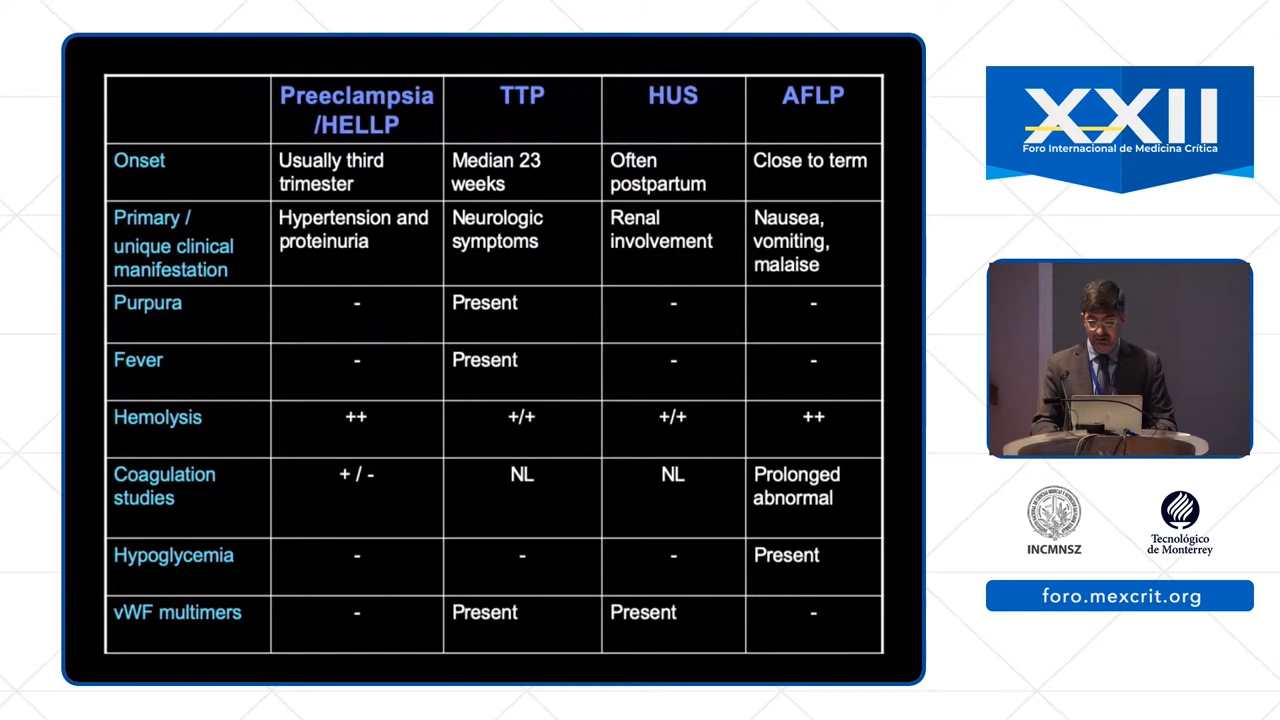 Preeclampsia
/HELLP
TTP
HUS
AFLP
Onset
Usually third
trimester
Median 23
weeks
Often
postpartum
Close to term
Primary /
unique clinical
manifestation
Hypertension and
proteinuria
Neurologic
symptoms
Renal
involvement
Nausea,
vomiting,
malaise
Purpura
-
Present
-
-
Fever
-
Present
-
-
Hemolysis
++
+/+
+/+
++
Coagulation
studies
+ / -
NL
NL
Prolonged
abnormal
Hypoglycemia
-
-
-
Present
vWF multimers
-
Present
Present
-
XXII
Foro Internacional de Medicina Crítica
INCMNSZ
Tecnológico
de Monterrey
foro.mexcrit.org